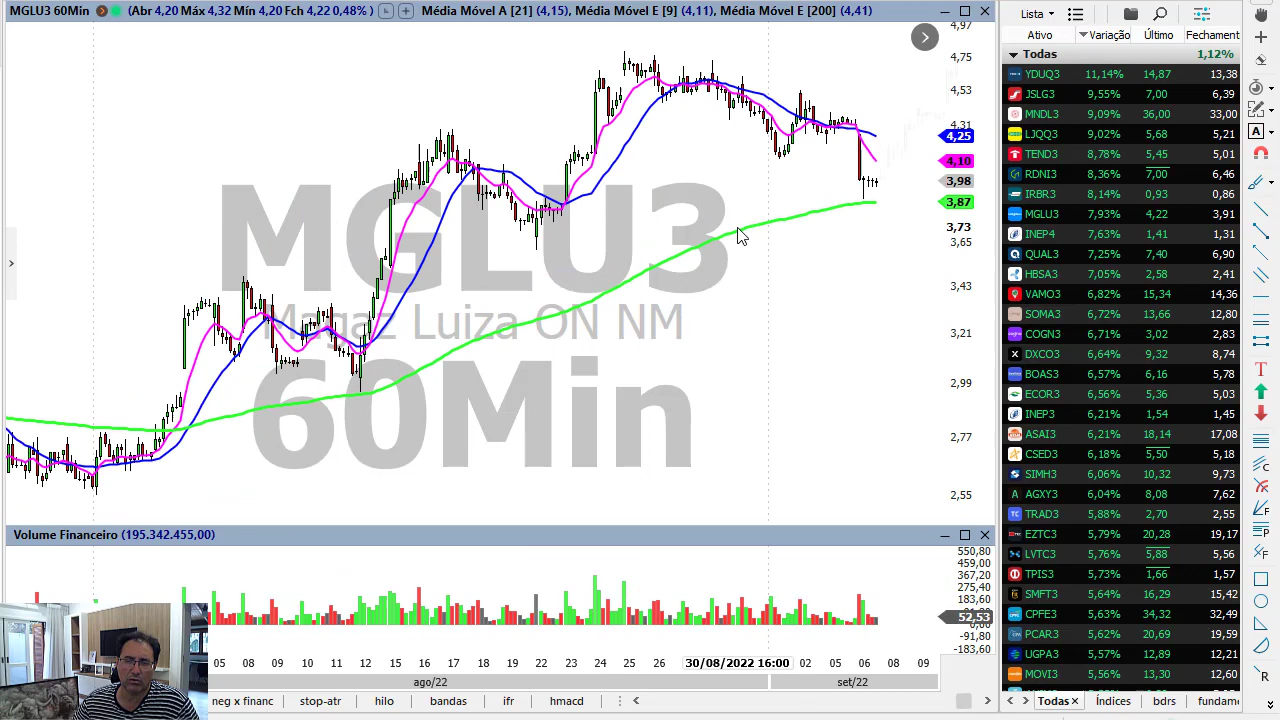 MGLU3 60Min (Abr 4,20 Máx 4,32 Mín 4,20 Fch 4,22 0,48%) Média Móvel A [21] (4,15), Média Móvel E [9] (4,11), Média Móvel E [200] (4,41)
4,97
4,75
4,53
4,31
4,25
4,10
3,98
3,87
3,73
3,65
3,43
3,21
2,99
2,77
2,55
MGLU3
Magaz Luiza ON NM
60Min
Volume Financeiro (195.342.455,00)
550,80
459,00
367,20
275,40
183,60
52,53
0,00
-91,80
-183,60
05 08 09 10 11 12 15 16 17 18 19 22 23 24 25 26 30/08/2022 16:00 02 05 06 08
ago/22 set/22
neg x financ stop-atr hilo bandas ifr hmacd
Lista
Ativo Variação Último Fechament
Todas 1,12%
YDUQ3 11,14% 14,87 13,38
JSLG3 9,55% 7,00 6,39
MNDL3 9,09% 36,00 33,00
LJQQ3 9,02% 5,68 5,21
TEND3 8,78% 5,45 5,01
RDNI3 8,36% 7,00 6,46
IRBR3 8,14% 0,93 0,86
MGLU3 7,93% 4,22 3,91
INEP4 7,63% 1,41 1,31
QUAL3 7,25% 7,40 6,90
HBSA3 7,05% 2,58 2,41
VAMO3 6,82% 15,34 14,36
SOMA3 6,72% 13,66 12,80
COGN3 6,71% 3,02 2,83
DXCO3 6,64% 9,32 8,74
BOAS3 6,57% 6,16 5,78
ECOR3 6,56% 5,36 5,03
INEP3 6,21% 1,54 1,45
ASAI3 6,21% 18,14 17,08
CSED3 6,18% 5,50 5,18
SIMH3 6,06% 10,32 9,73
AGXY3 6,04% 8,08 7,62
TRAD3 5,88% 2,70 2,55
EZTC3 5,79% 20,28 19,17
LVTC3 5,76% 5,88 5,56
TPIS3 5,73% 1,66 1,57
SMFT3 5,64% 16,29 15,42
CPFE3 5,63% 34,32 32,49
PCAR3 5,62% 20,69 19,59
UGPA3 5,57% 12,89 12,21
MOVI3 5,56% 13,30 12,60
Todas Índices bdrs fundame